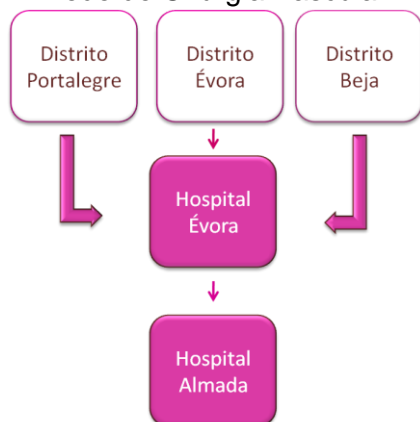 Distrito
Portalegre
Distrito
Évora
Distrito
Beja
Hospital
Évora
Hospital
Almada